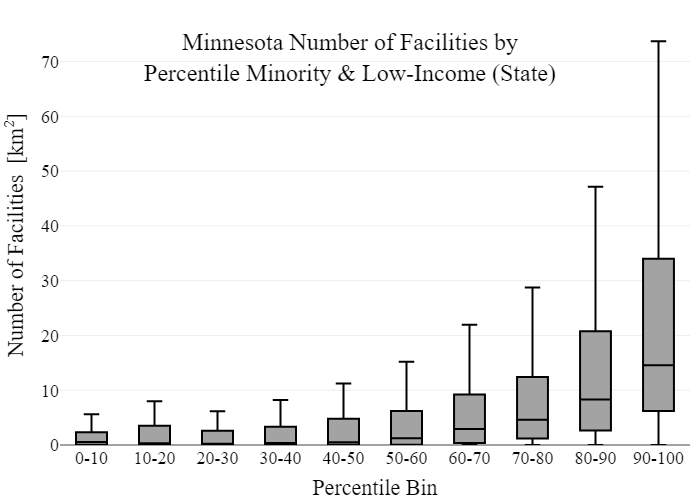 Minnesota Number of Facilities by
Percentile Minority & Low-Income (State)
Number of Facilities [km²]
70
60
50
40
30
20
10
0
0-10 10-20 20-30 30-40 40-50 50-60 60-70 70-80 80-90 90-100
Percentile Bin